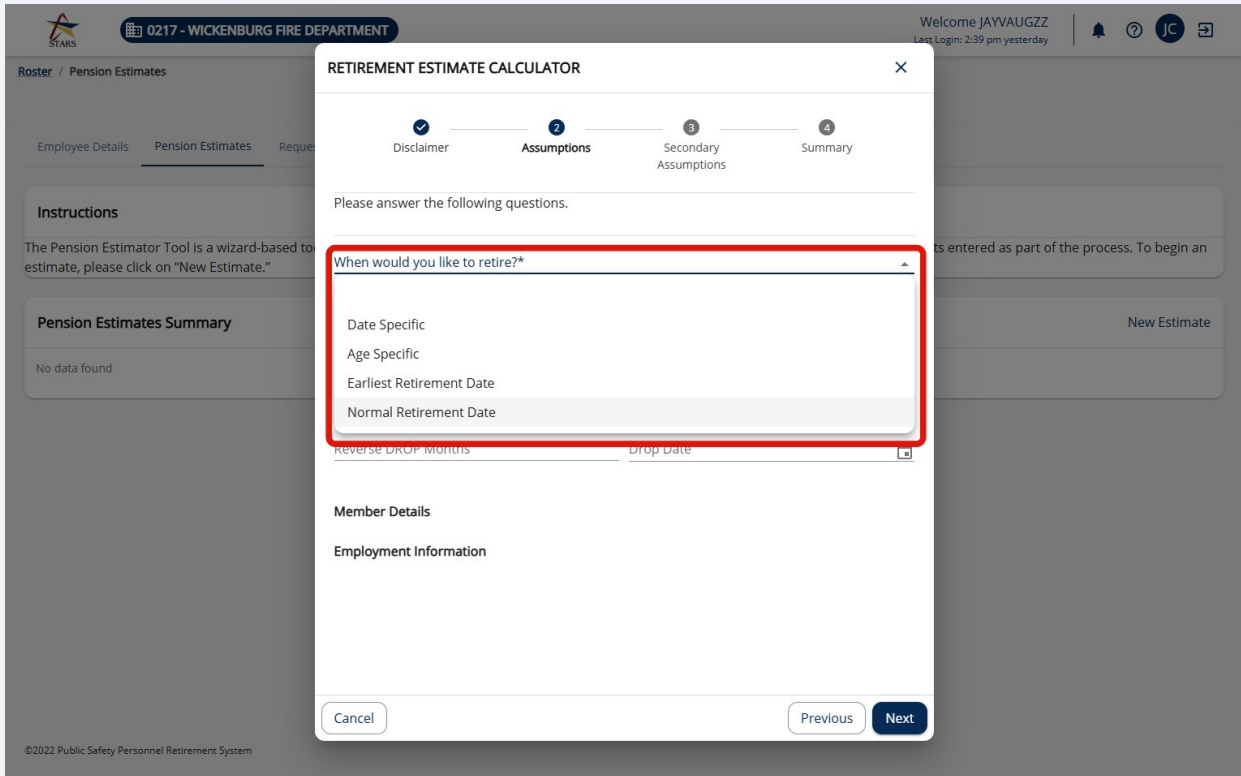 STARS
0217 - WICKENBURG FIRE DEPARTMENT
Welcome JAYVAUGZZ
Last Login: 2:39 pm yesterday
JC
Roster / Pension Estimates
RETIREMENT ESTIMATE CALCULATOR
Employee Details Pension Estimates Reque
2 3 4
Disclaimer Assumptions Secondary Assumptions Summary
Please answer the following questions.
Instructions
The Pension Estimator Tool is a wizard-based to
ts entered as part of the process. To begin an
estimate, please click on “New Estimate.”
When would you like to retire?*
Date Specific
Age Specific
Earliest Retirement Date
Normal Retirement Date
Pension Estimates Summary
New Estimate
No data found
Reverse DROP Months Drop Date
Member Details
Employment Information
Cancel Previous Next
©2022 Public Safety Personnel Retirement System